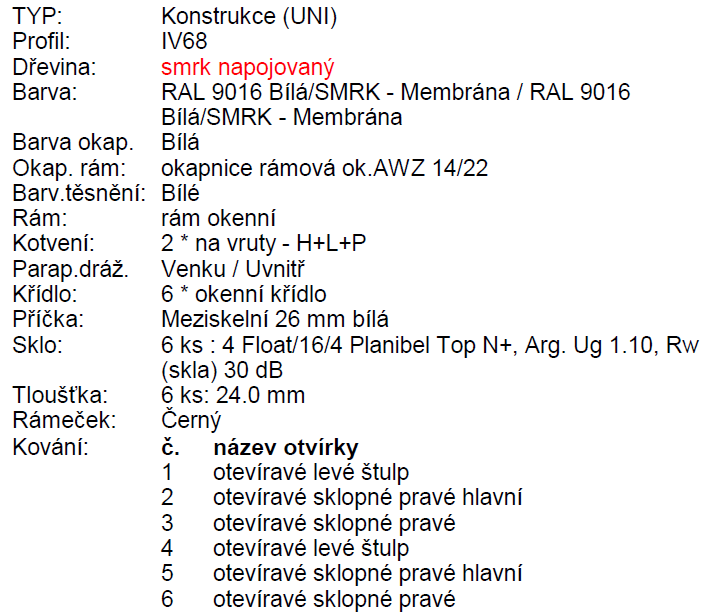 TYP: Konstrukce (UNI)
Profil: IV68
Dřevina: smrk napojovaný
Barva: RAL 9016 Bílá/SMRK - Membrána / RAL 9016
Bílá/SMRK - Membrána
Barva okap. Bílá
Okap. rám: okapnice rámová ok.AWZ 14/22
Barv.těsnění: Bílé
Rám: rám okenní
Kotvení: 2 * na vruty - H+L+P
Parap.dráž. Venku / Uvnitř
Křídlo: 6 * okenní křídlo
Příčka: Meziskelní 26 mm bílá
Sklo: 6 ks : 4 Float/16/4 Planibel Top N+, Arg. Ug 1.10, Rw
(skla) 30 dB
Tloušťka: 6 ks: 24.0 mm
Rámeček: Černý
Kování: č. název otvírky
1 otevíravé levé štulp
2 otevíravé sklopné pravé hlavní
3 otevíravé sklopné pravé
4 otevíravé levé štulp
5 otevíravé sklopné pravé hlavní
6 otevíravé sklopné pravé